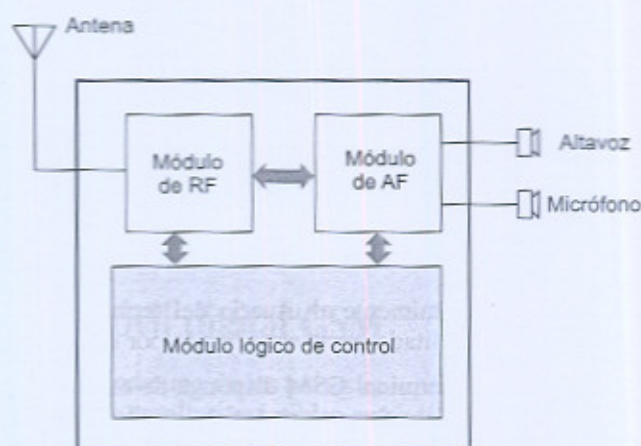 Antena
Módulo
de RF
Módulo
de AF
Altavoz
Micrófono
Módulo lógico de control